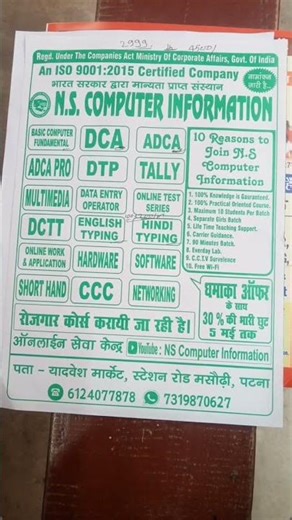 2999 & 4500/
Regd. Under The Companies Act Ministry Of Corporate Affairs, Govt. Of India
An ISO 9001:2015 Certified Company
भारत सरकार द्वारा मान्यता प्राप्त संस्थान
नामांकन
जारी है...
N.S. COMPUTER INFORMATION
BASIC COMPUTER
FUNDAMENTAL
DCA
ADCA
ADCA PRO
DTP
TALLY
MULTIMEDIA
DATA ENTRY
OPERATOR
ONLINE TEST
SERIES
DCTT
ENGLISH
TYPING
HINDI
TYPING
ONLINE WORK
& APPLICATION
HARDWARE
SOFTWARE
SHORT HAND
CCC
NETWORKING
10 Reasons to
Join N.S
Computer
Information
1. 100% Knowledge is Guaranteed.
2. 100% Practical Oriented Course.
3. Maximum 10 Students Per Batch
4. Separate Girls Batch
5. Life Time Teaching Support.
6. Carrier Guidance.
7. 90 Minutes Batch.
8. Everday Lab.
9. C.C.T.V Surveience
10. Free Wi-Fi
धमाका ऑफर
के साथ
30 % की भारी छुट
5 मई तक
रोजगार कोर्स करायी जा रही है।
ऑनलाईन सेवा केन्द्र YouTube : NS Computer Information
पता - यादवेश मार्केट, स्टेशन रोड मसौढ़ी, पटना
6124077878 7319870627